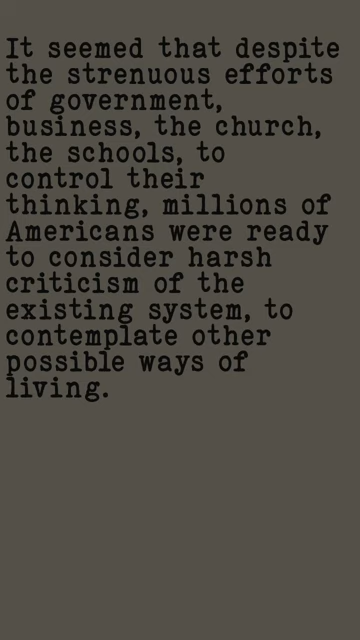 It seemed that despite
the strenuous efforts
of government,
business, the church,
the schools, to
control their
thinking, millions of
Americans were ready
to consider harsh
criticism of the
existing system, to
contemplate other
possible ways of
living.